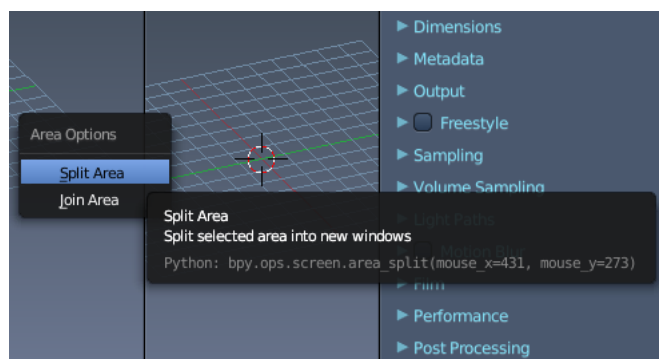 Area Options
Split Area
Join Area
Split Area
Split selected area into new windows
Python: bpy.ops.screen.area_split(mouse_x=431, mouse_y=273)
Dimensions
Metadata
Output
Freestyle
Sampling
Volume Sampling
Light Paths
Motion Blur
Film
Performance
Post Processing